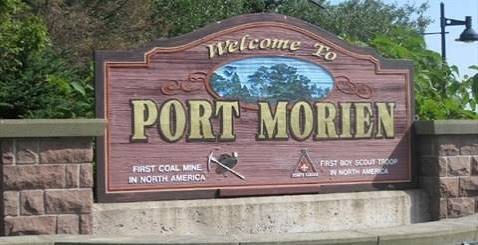 Welcome To
PORT MORIEN
FIRST COAL MINE
IN NORTH AMERICA
FIRST BOY SCOUT TROOP
IN NORTH AMERICA